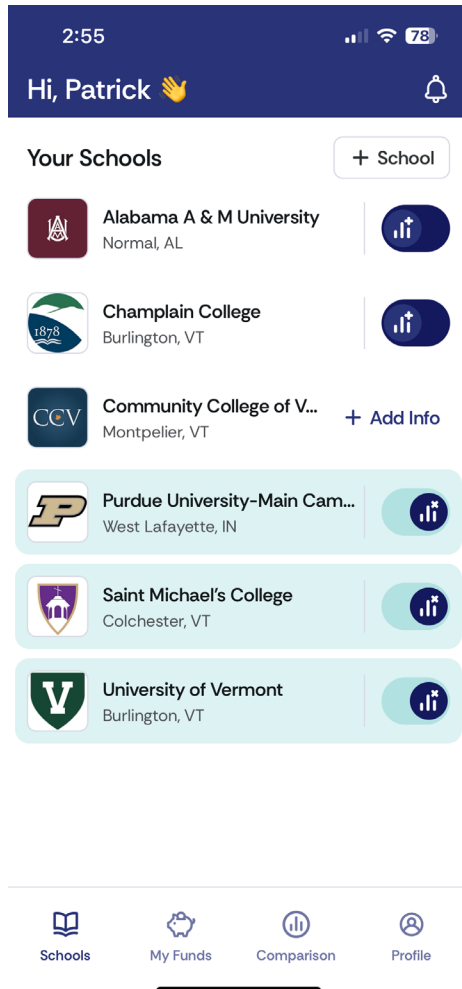 2:55
78
Hi, Patrick 👋
Your Schools
+ School
Alabama A & M University
Normal, AL
1878
Champlain College
Burlington, VT
CCV
Community College of V...
Montpelier, VT
+ Add Info
P
Purdue University-Main Cam...
West Lafayette, IN
Saint Michael's College
Colchester, VT
V
University of Vermont
Burlington, VT
Schools
My Funds
Comparison
Profile